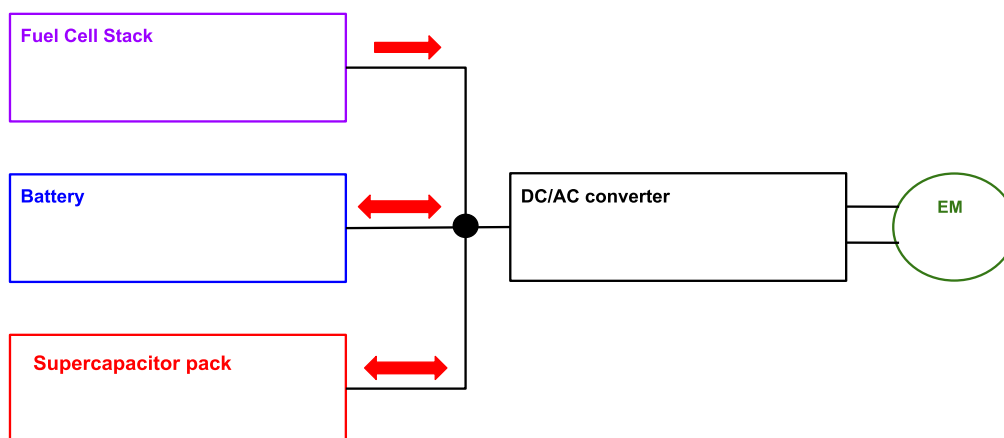 Fuel Cell Stack
Battery
DC/AC converter
EM
Supercapacitor pack